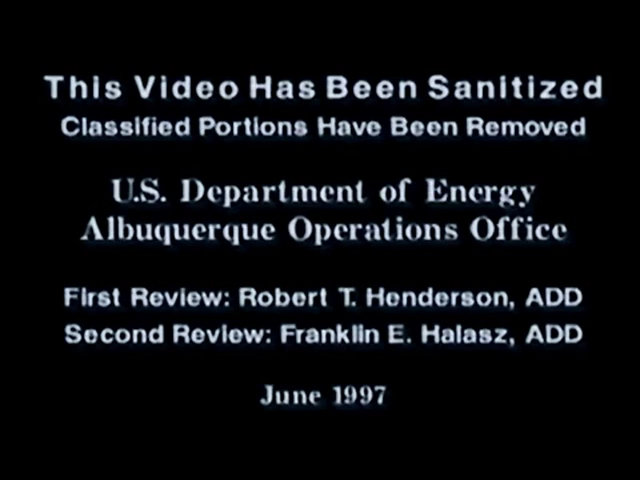 This Video Has Been Sanitized
Classified Portions Have Been Removed
U.S. Department of Energy
Albuquerque Operations Office
First Review: Robert T. Henderson, ADD
Second Review: Franklin E. Halasz, ADD
June 1997